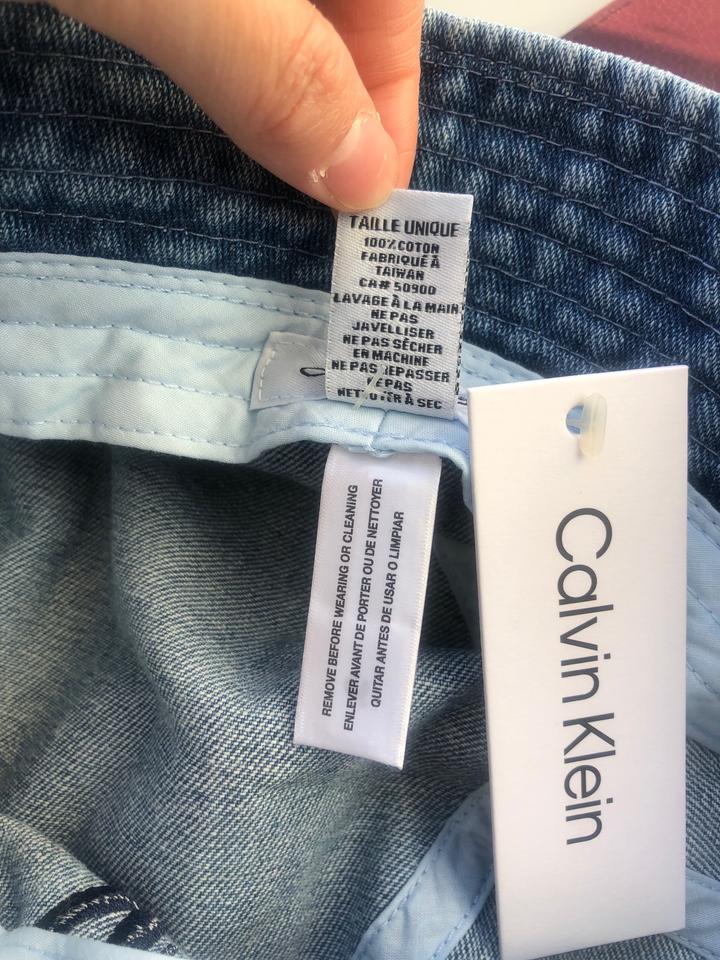 TAILLE UNIQUE
100% COTON
FABRIQUÉ À
TAIWAN
CA# 50900
LAVAGE À LA MAIN
NE PAS
JAVELLISER
NE PAS SÉCHER
EN MACHINE
NE PAS REPASSER
NE PAS
NETTOYER À SEC
REMOVE BEFORE WEARING OR CLEANING
ENLEVER AVANT DE PORTER OU DE NETTOYER
QUITAR ANTES DE USAR O LIMPIAR
Calvin Klein